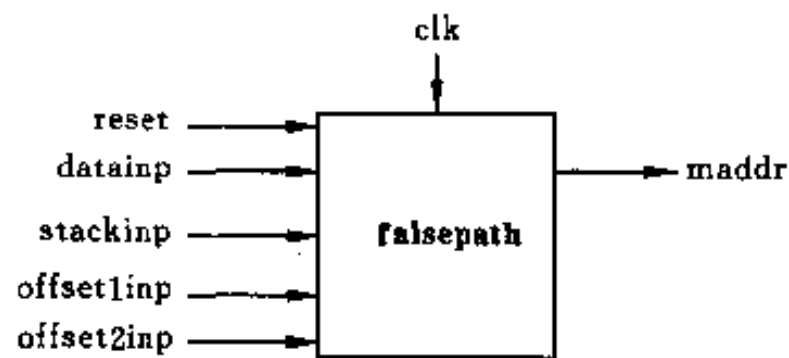 clk
reset
datainp
maddr
stackinp
falsepath
offset1inp
offset2inp